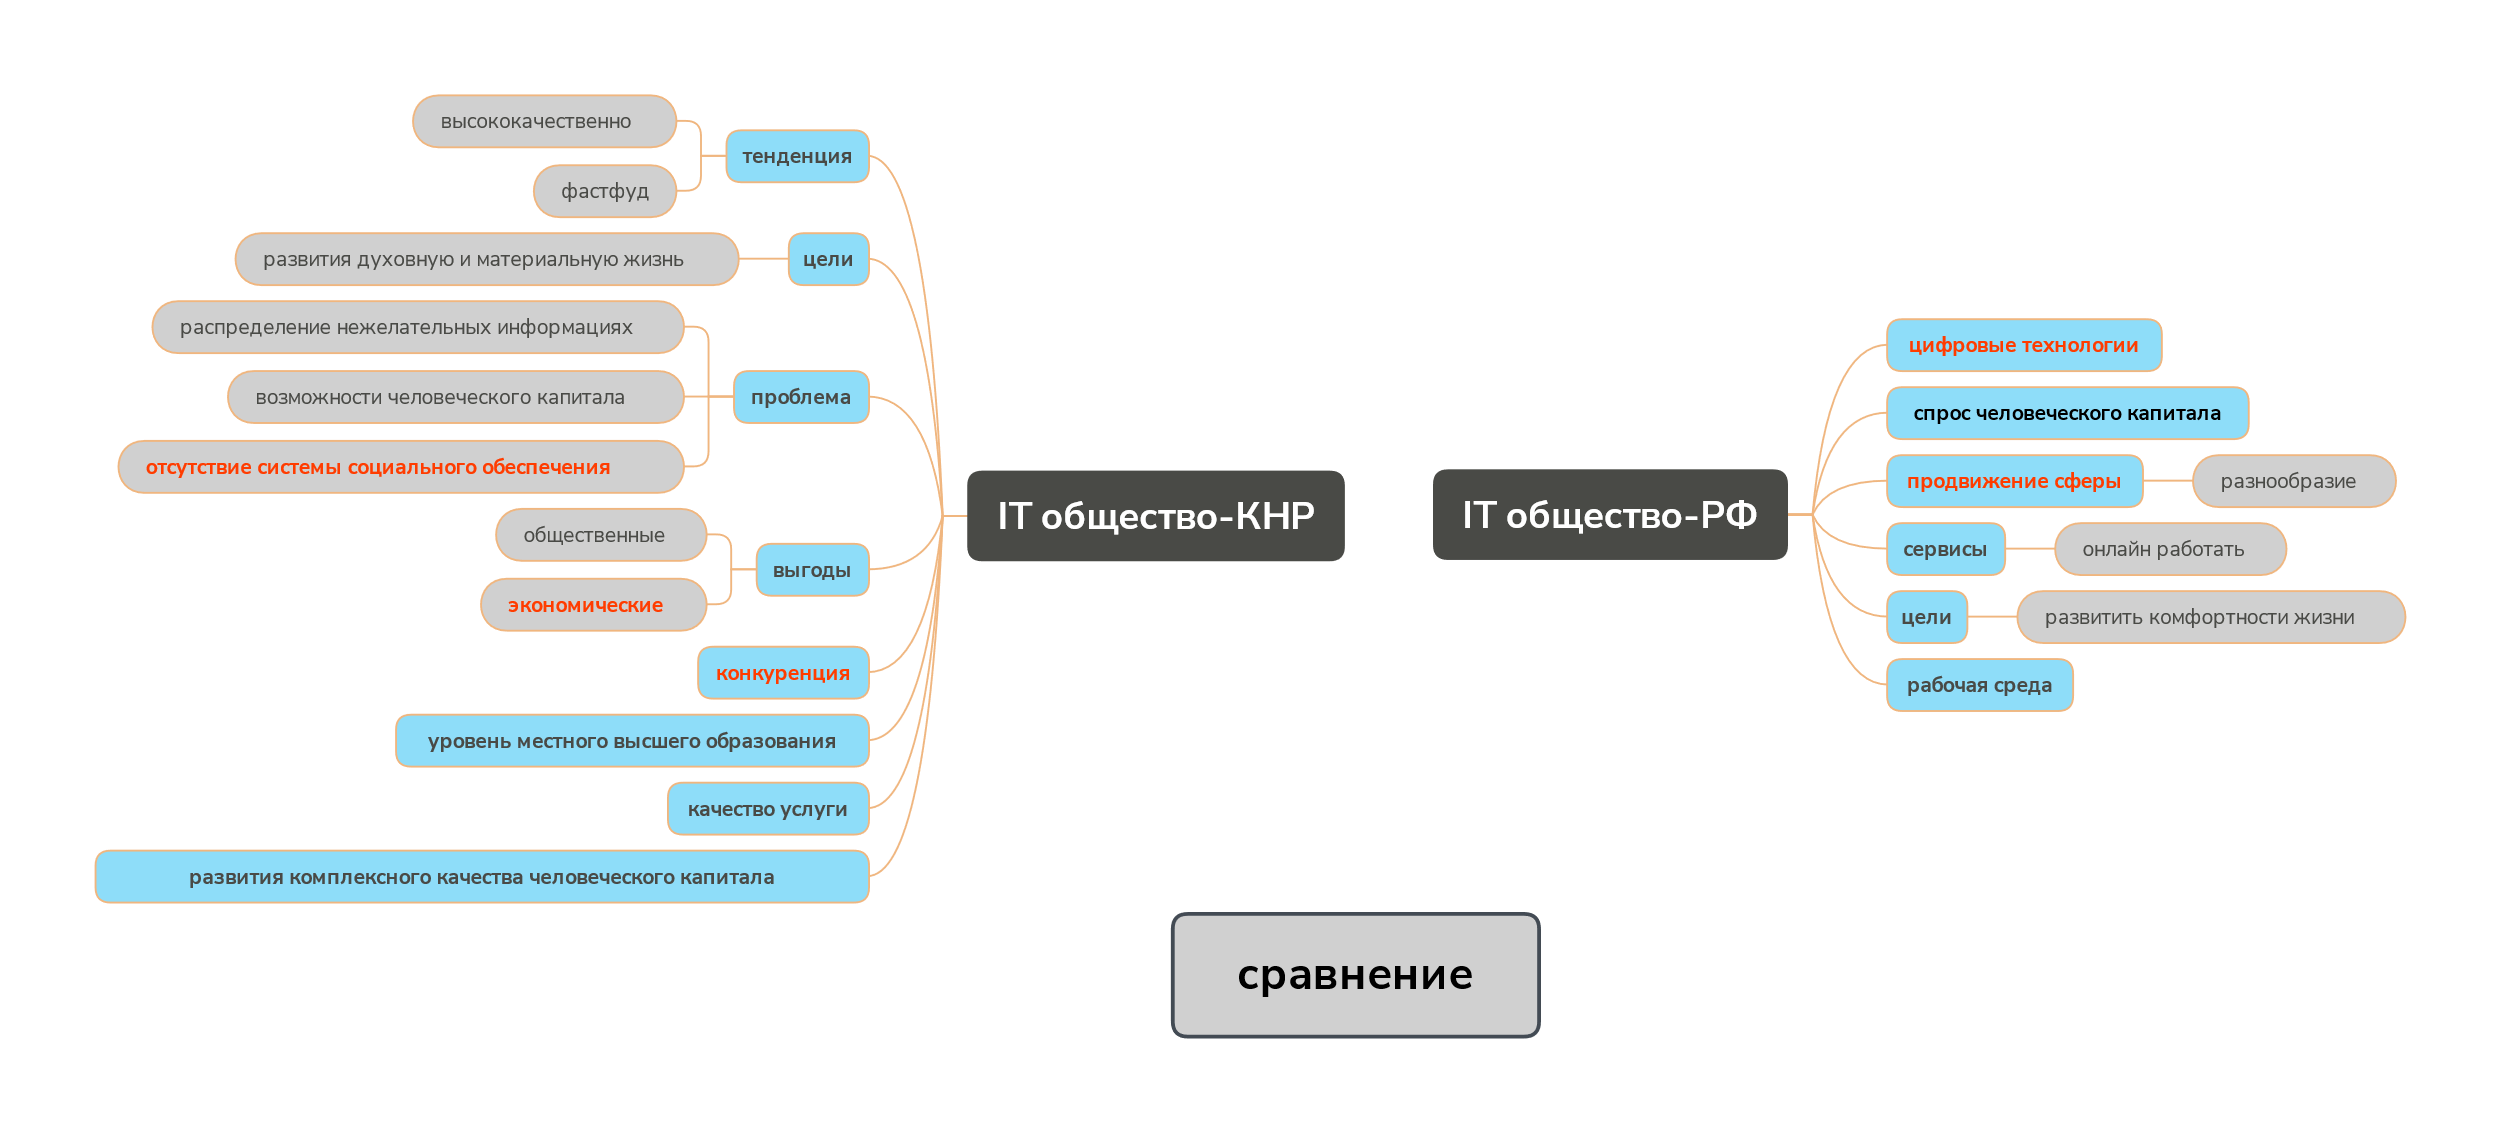 высококачественно
тенденция
фастфуд
развития духовную и материальную жизнь
цели
распределение нежелательных информациях
возможности человеческого капитала
проблема
отсутствие системы социального обеспечения
общественные
выгоды
экономические
конкуренция
уровень местного высшего образования
качество услуги
развития комплексного качества человеческого капитала
IT общество-КНР
IT общество-РФ
цифровые технологии
спрос человеческого капитала
продвижение сферы
разнообразие
сервисы
онлайн работать
цели
развитить комфортности жизни
рабочая среда
сравнение